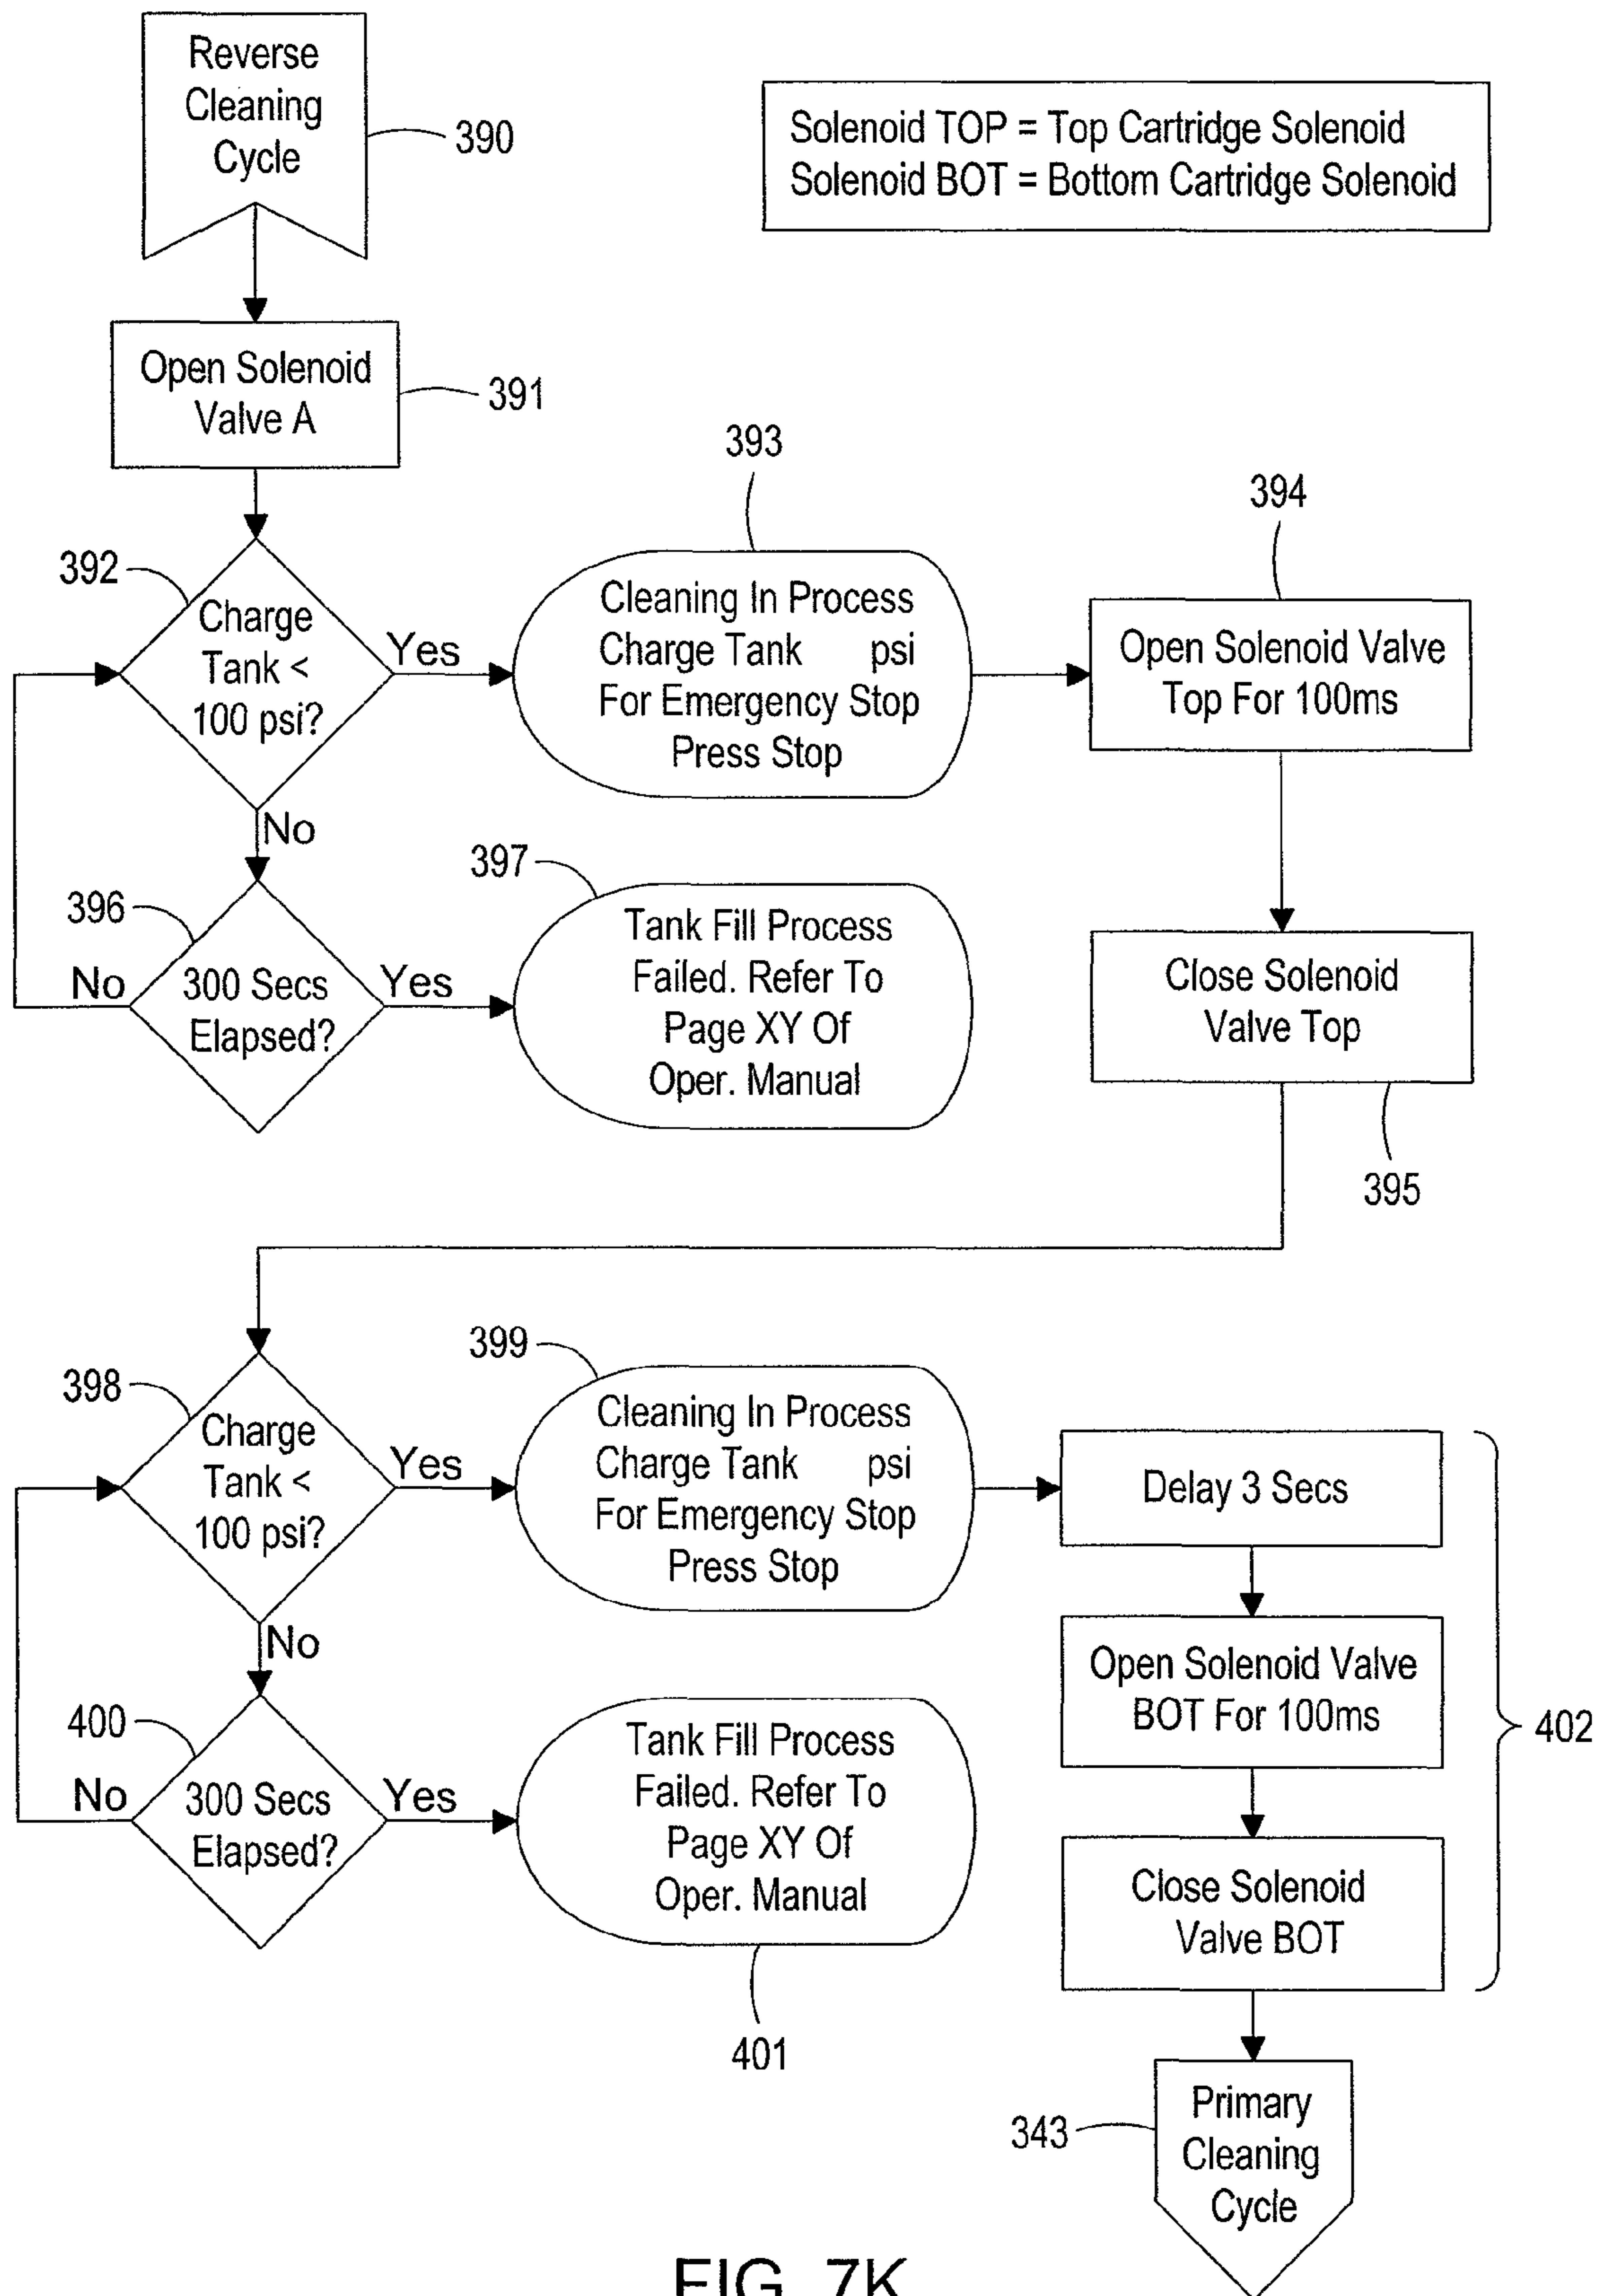 Reverse
Cleaning
Cycle
390
Solenoid TOP = Top Cartridge Solenoid
Solenoid BOT = Bottom Cartridge Solenoid
Open Solenoid
Valve A
391
392
Charge
Tank <
100 psi?
Yes
No
393
Cleaning In Process
Charge Tank psi
For Emergency Stop
Press Stop
394
Open Solenoid Valve
Top For 100ms
396
300 Secs
Elapsed?
No
Yes
397
Tank Fill Process
Failed. Refer To
Page XY Of
Oper. Manual
Close Solenoid
Valve Top
395
398
Charge
Tank <
100 psi?
Yes
No
399
Cleaning In Process
Charge Tank psi
For Emergency Stop
Press Stop
Delay 3 Secs
Open Solenoid Valve
BOT For 100ms
402
400
300 Secs
Elapsed?
No
Yes
Tank Fill Process
Failed. Refer To
Page XY Of
Oper. Manual
401
Close Solenoid
Valve BOT
343
Primary
Cleaning
Cycle
FIG. 7K